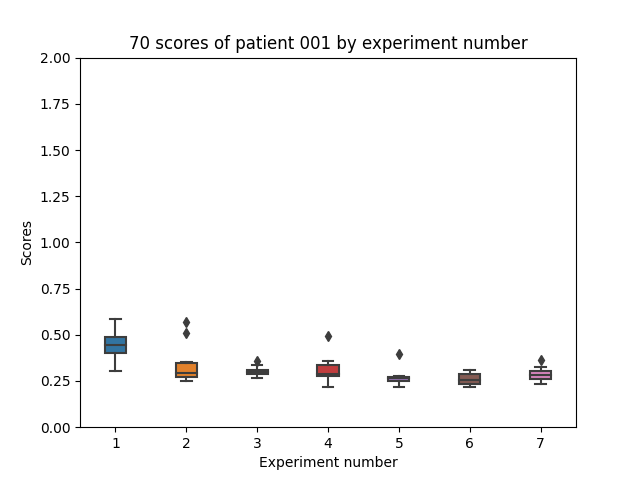 70 scores of patient 001 by experiment number
2.00
1.75
1.50
1.25
1.00
0.75
0.50
0.25
0.00
Scores
1 2 3 4 5 6 7
Experiment number